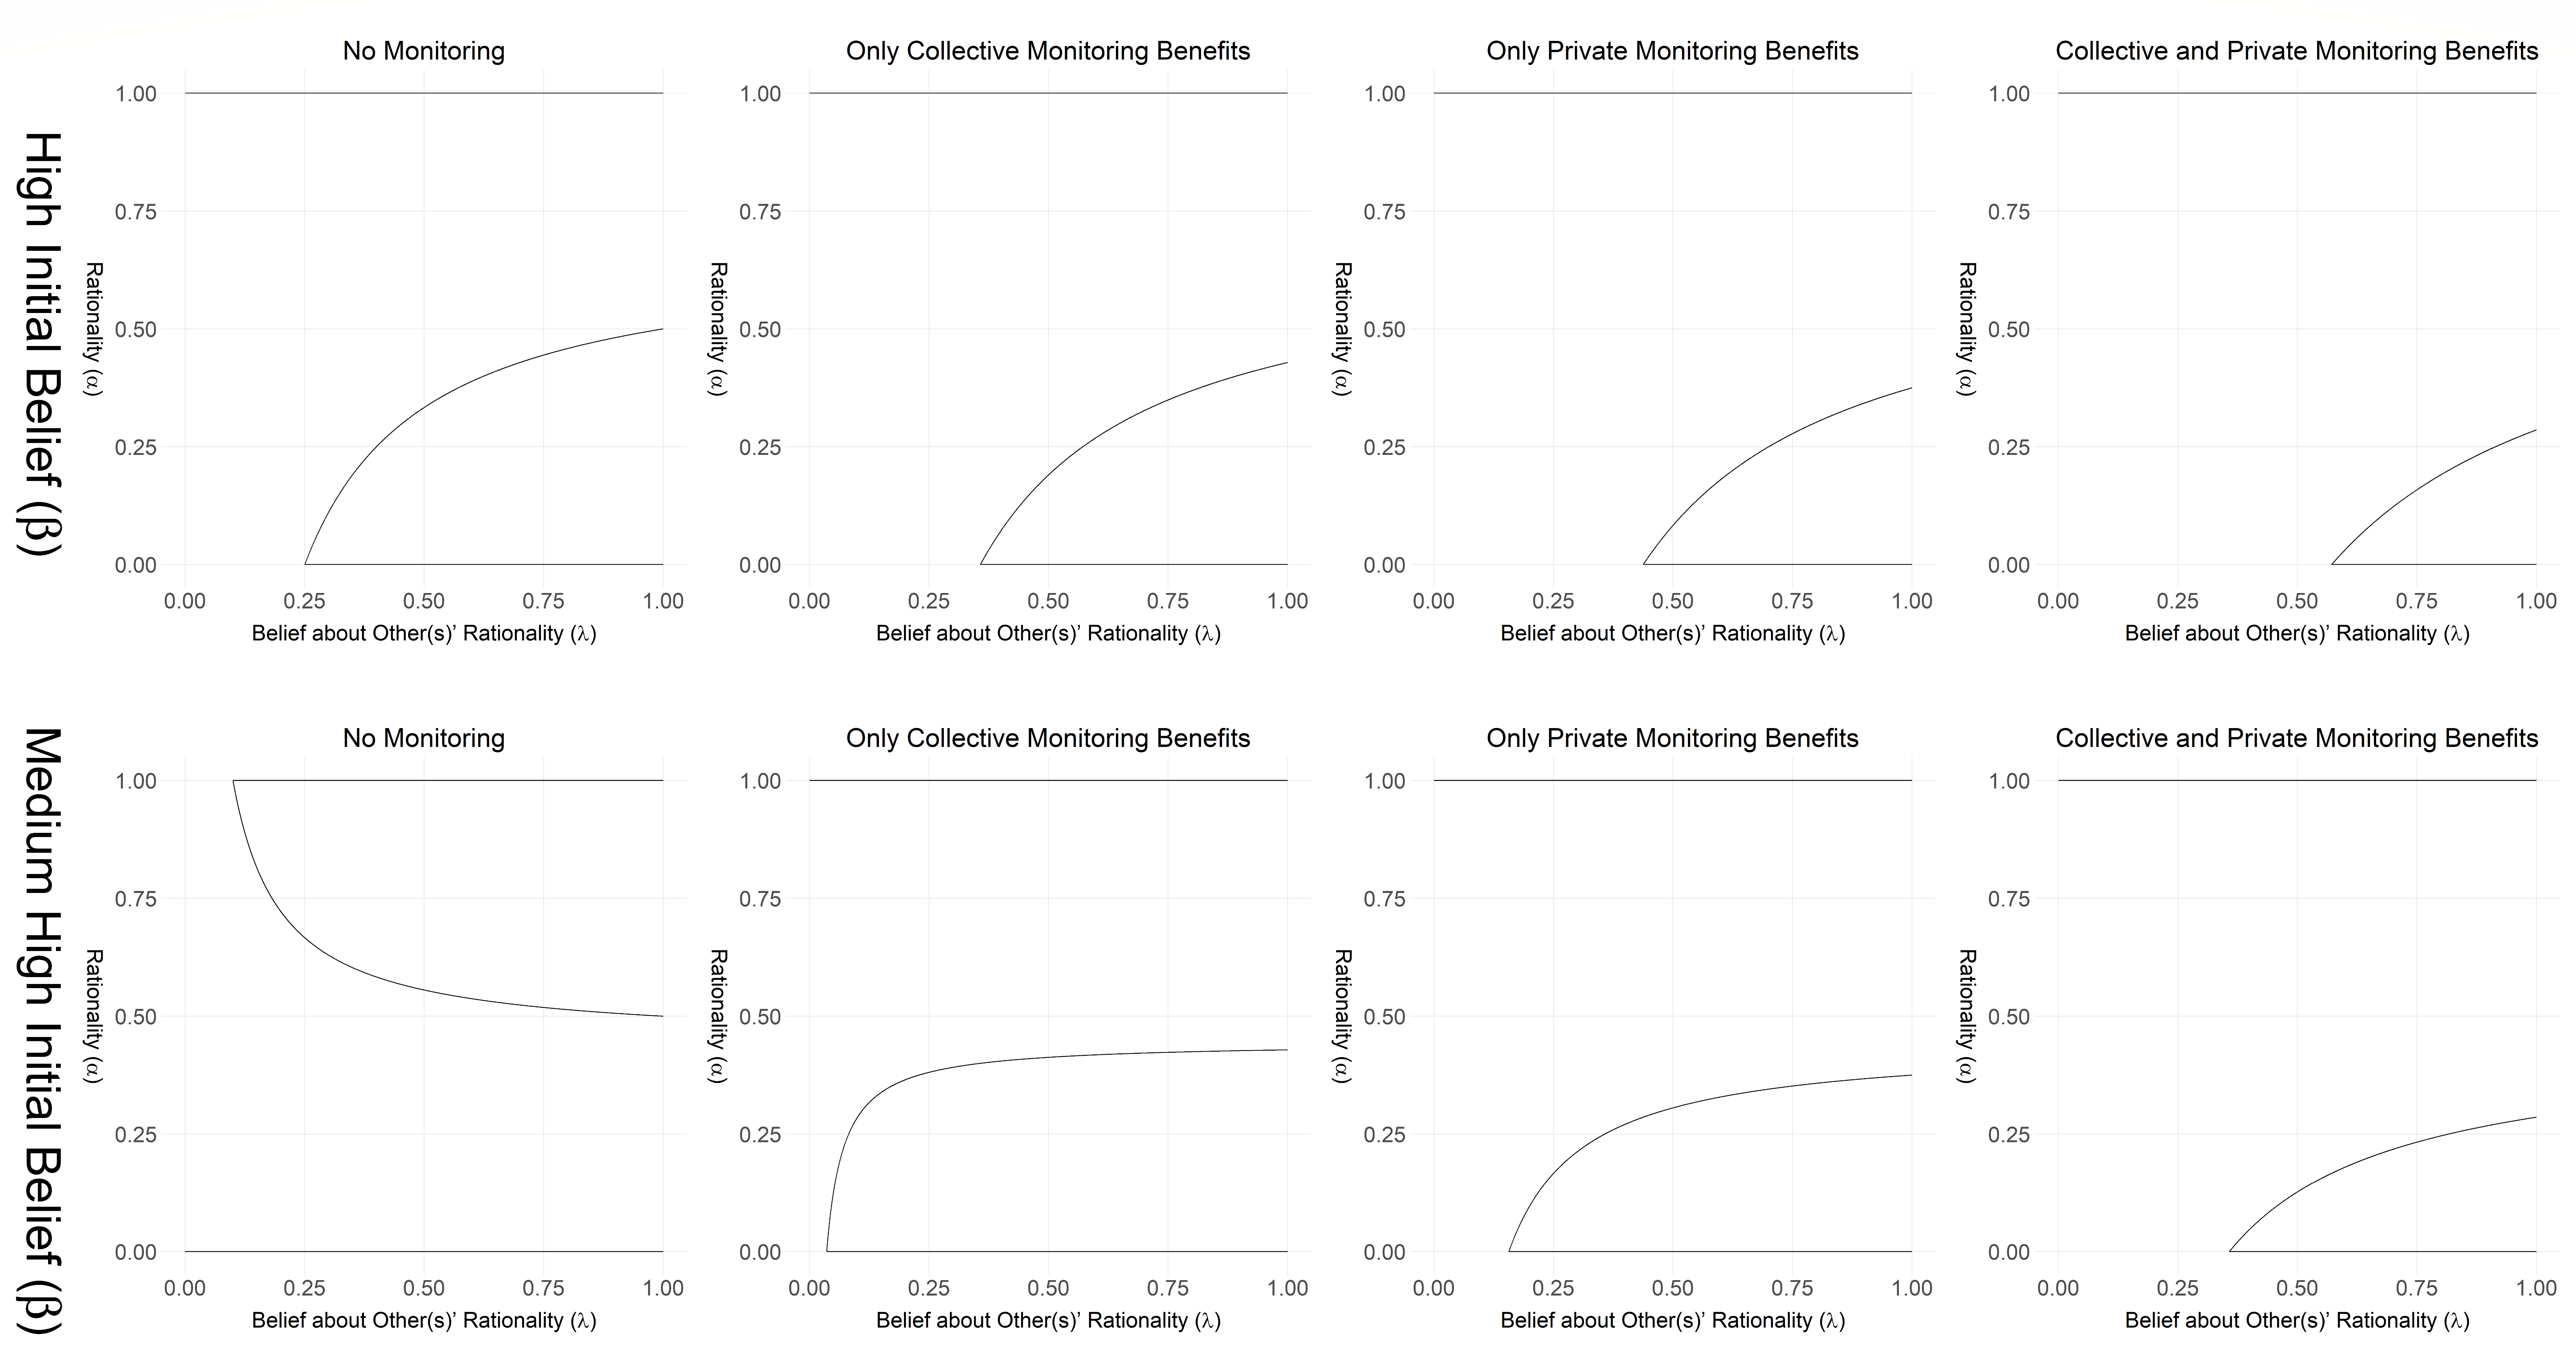 High Initial Belief (β)
No Monitoring
1.00
0.75
0.50
0.25
0.00
Rationality (α)
0.00 0.25 0.50 0.75 1.00
Belief about Other(s)’ Rationality (λ)
Only Collective Monitoring Benefits
1.00
0.75
0.50
0.25
0.00
Rationality (α)
0.00 0.25 0.50 0.75 1.00
Belief about Other(s)’ Rationality (λ)
Only Private Monitoring Benefits
1.00
0.75
0.50
0.25
0.00
Rationality (α)
0.00 0.25 0.50 0.75 1.00
Belief about Other(s)’ Rationality (λ)
Collective and Private Monitoring Benefits
1.00
0.75
0.50
0.25
0.00
Rationality (α)
0.00 0.25 0.50 0.75 1.00
Belief about Other(s)’ Rationality (λ)
Medium High Initial Belief (β)
No Monitoring
1.00
0.75
0.50
0.25
0.00
Rationality (α)
0.00 0.25 0.50 0.75 1.00
Belief about Other(s)’ Rationality (λ)
Only Collective Monitoring Benefits
1.00
0.75
0.50
0.25
0.00
Rationality (α)
0.00 0.25 0.50 0.75 1.00
Belief about Other(s)’ Rationality (λ)
Only Private Monitoring Benefits
1.00
0.75
0.50
0.25
0.00
Rationality (α)
0.00 0.25 0.50 0.75 1.00
Belief about Other(s)’ Rationality (λ)
Collective and Private Monitoring Benefits
1.00
0.75
0.50
0.25
0.00
Rationality (α)
0.00 0.25 0.50 0.75 1.00
Belief about Other(s)’ Rationality (λ)